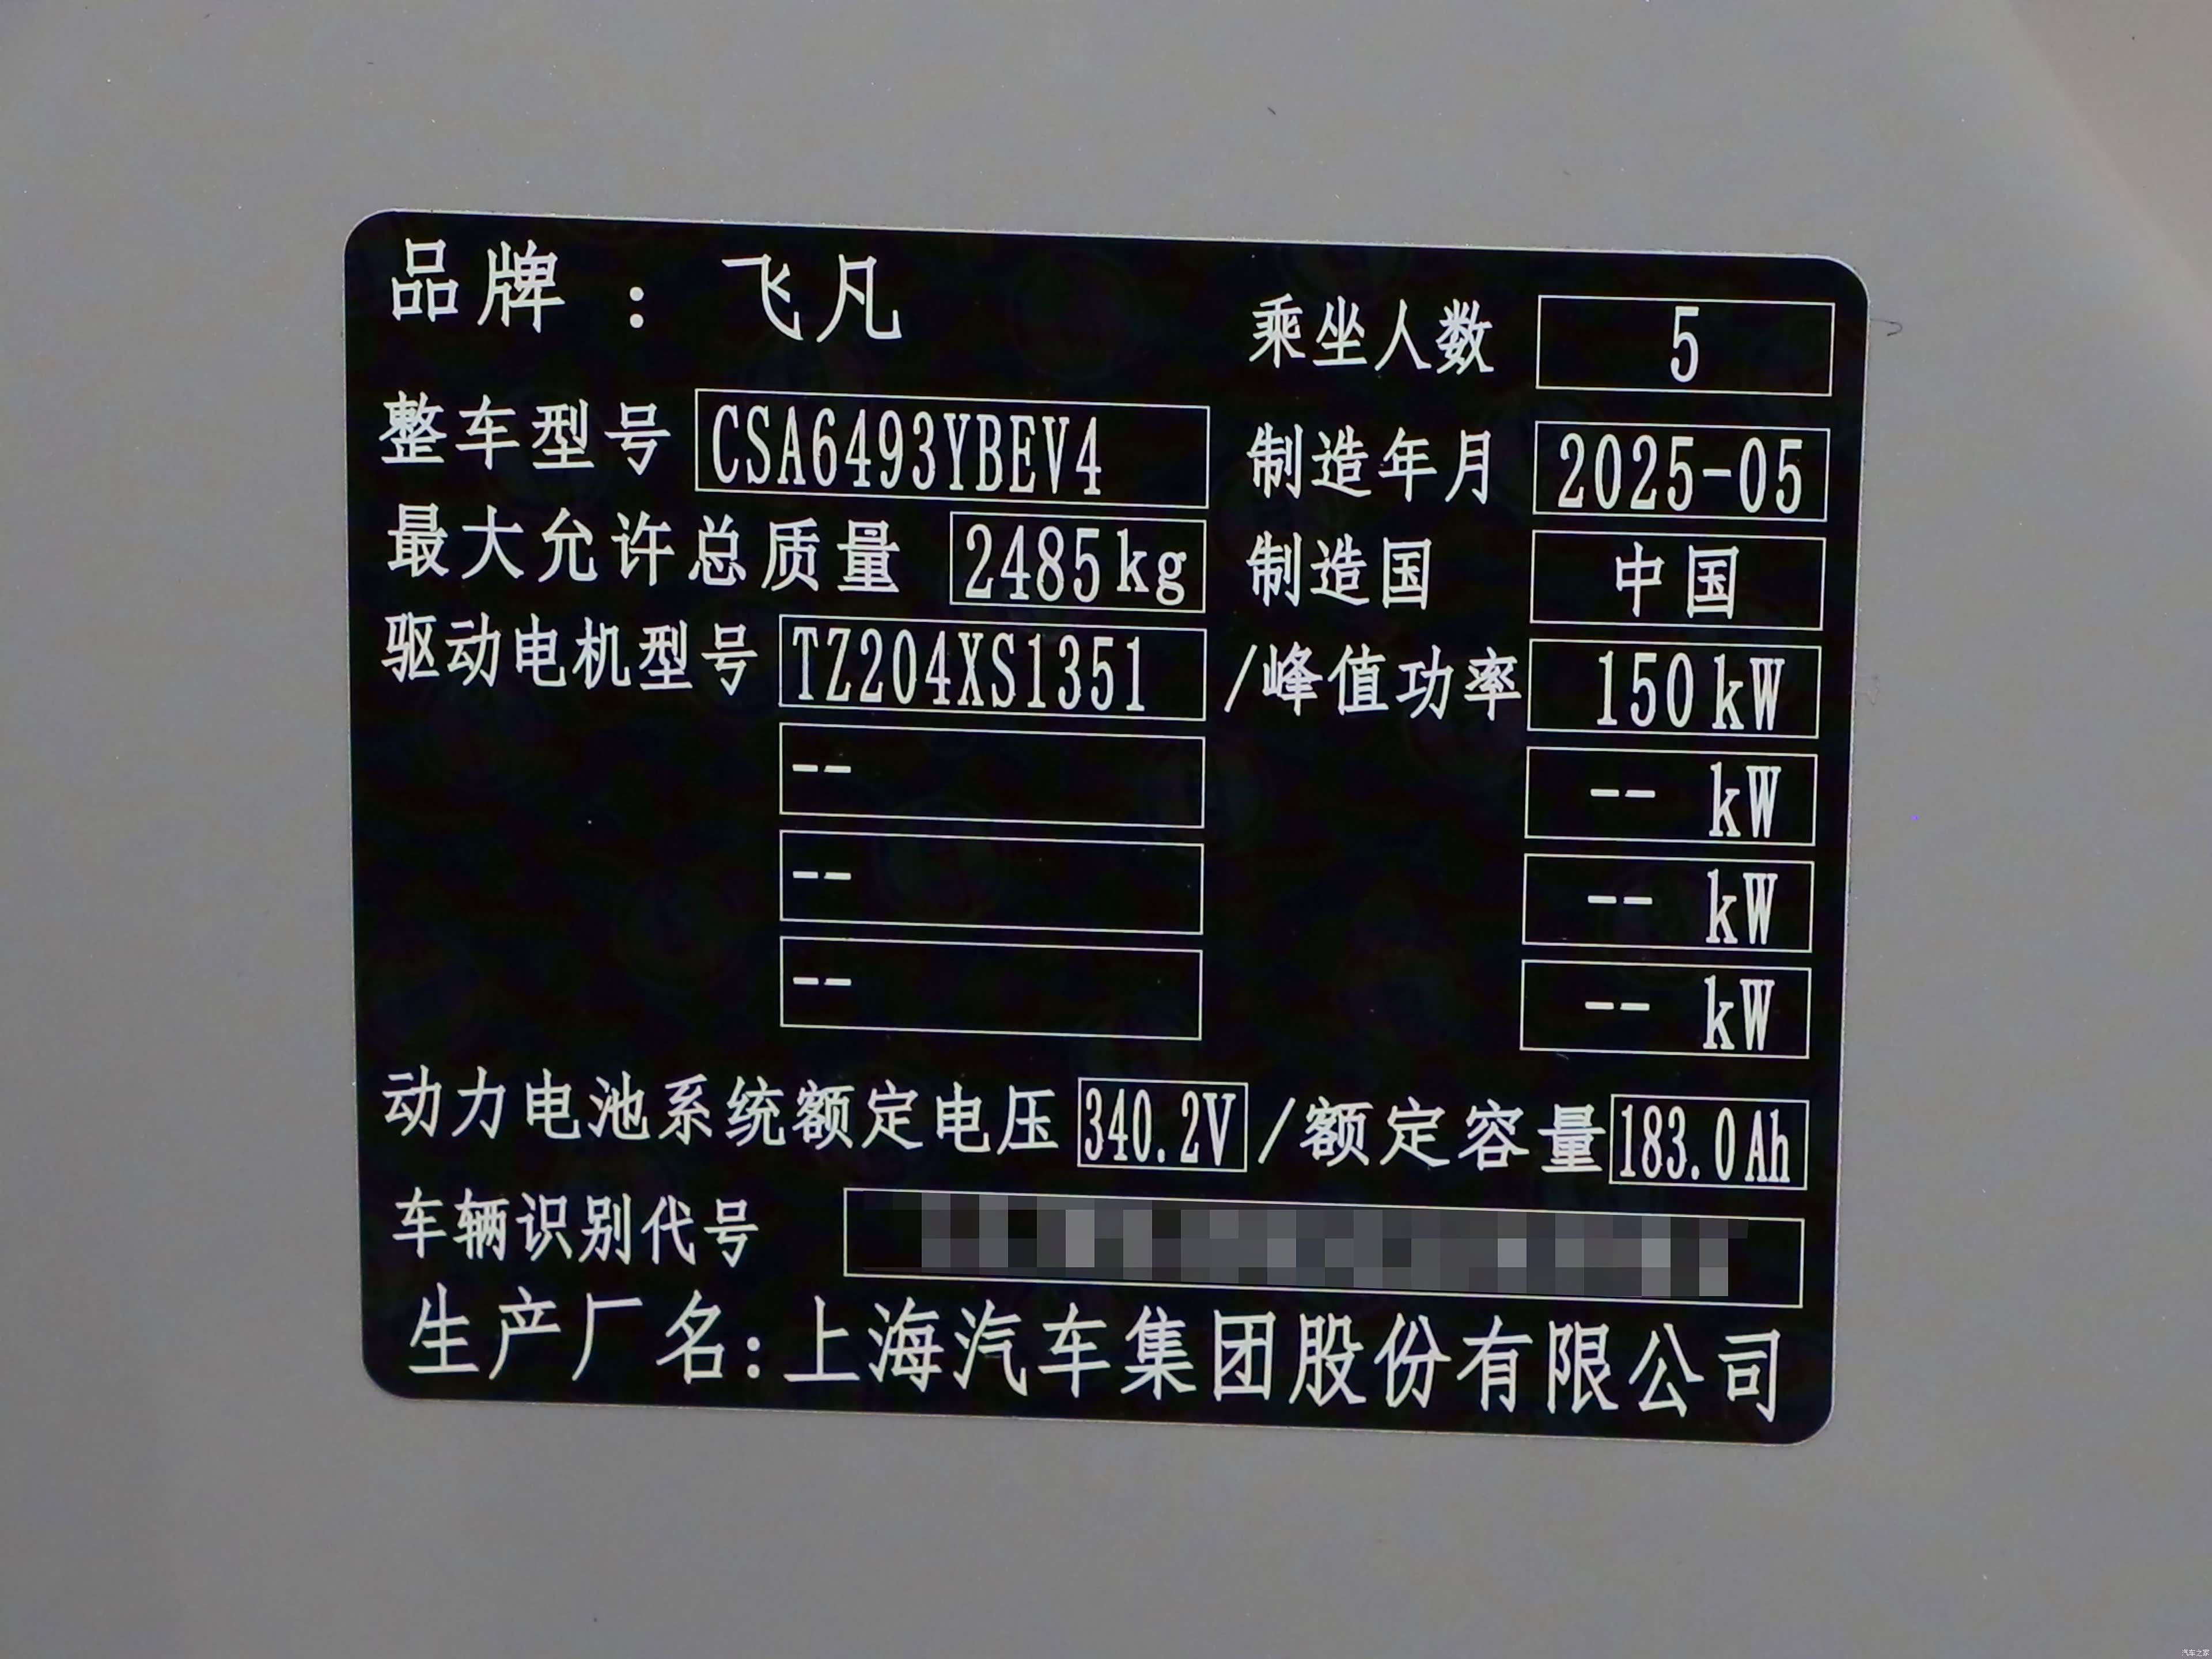 品牌 : 飞凡
乘坐人数 5
整车型号 CSA6493YBEV4
制造年月 2025-05
最大允许总质量 2485kg
制造国 中国
驱动电机型号 TZ204XS1351 /峰值功率 150kW
-- -- kW
-- -- kW
-- -- kW
动力电池系统额定电压 340.2V /额定容量 183.0Ah
车辆识别代号
生产厂名:上海汽车集团股份有限公司
汽车之家